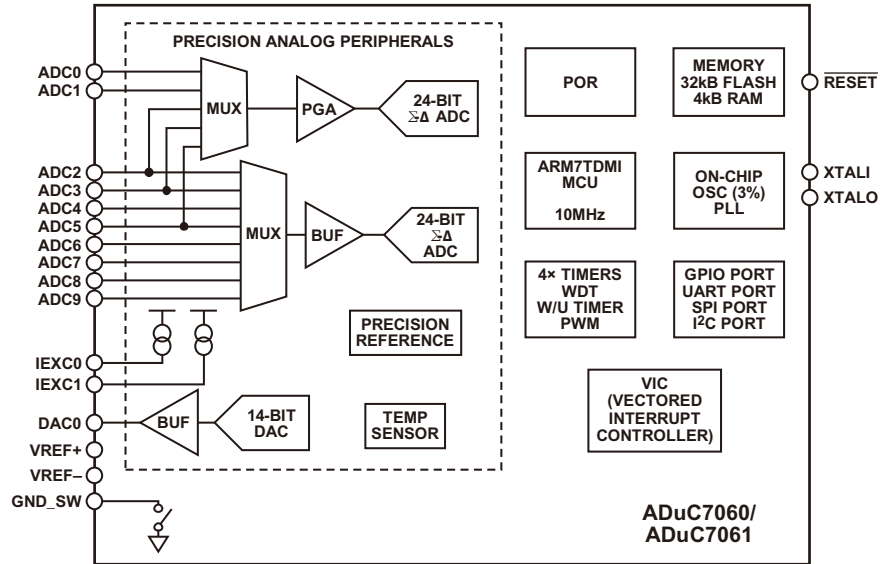 PRECISION ANALOG PERIPHERALS
ADC0
ADC1
MUX
PGA
24-BIT
Σ-Δ ADC
ADC2
ADC3
ADC4
ADC5
ADC6
ADC7
ADC8
ADC9
MUX
BUF
24-BIT
Σ-Δ
ADC
PRECISION
REFERENCE
IEXC0
IEXC1
DAC0
BUF
14-BIT
DAC
TEMP
SENSOR
VREF+
VREF–
GND_SW
POR
MEMORY
32kB FLASH
4kB RAM
RESET
ARM7TDMI
MCU
10MHz
ON-CHIP
OSC (3%)
PLL
XTALI
XTALO
4× TIMERS
WDT
W/U TIMER
PWM
GPIO PORT
UART PORT
SPI PORT
I²C PORT
VIC
(VECTORED
INTERRUPT
CONTROLLER)
ADuC7060/
ADuC7061